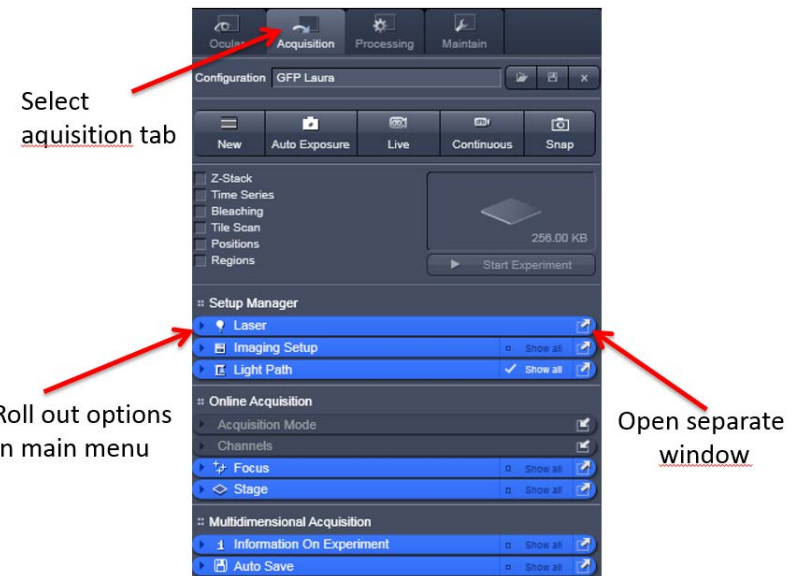 Ocular
Acquisition
Processing
Maintain
Configuration GFP Laura
x
Select
aquisition tab
New
Auto Exposure
Live
Continuous
Snap
Z-Stack
Time Series
Bleaching
Tile Scan
Positions
Regions
256.00 KB
Start Experiment
Setup Manager
Laser
Imaging Setup Show all
Light Path Show all
Roll out options
in main menu
Open separate
window
Online Acquisition
Acquisition Mode
Channels
Focus Show all
Stage Show all
Multidimensional Acquisition
Information On Experiment Show all
Auto Save Show all